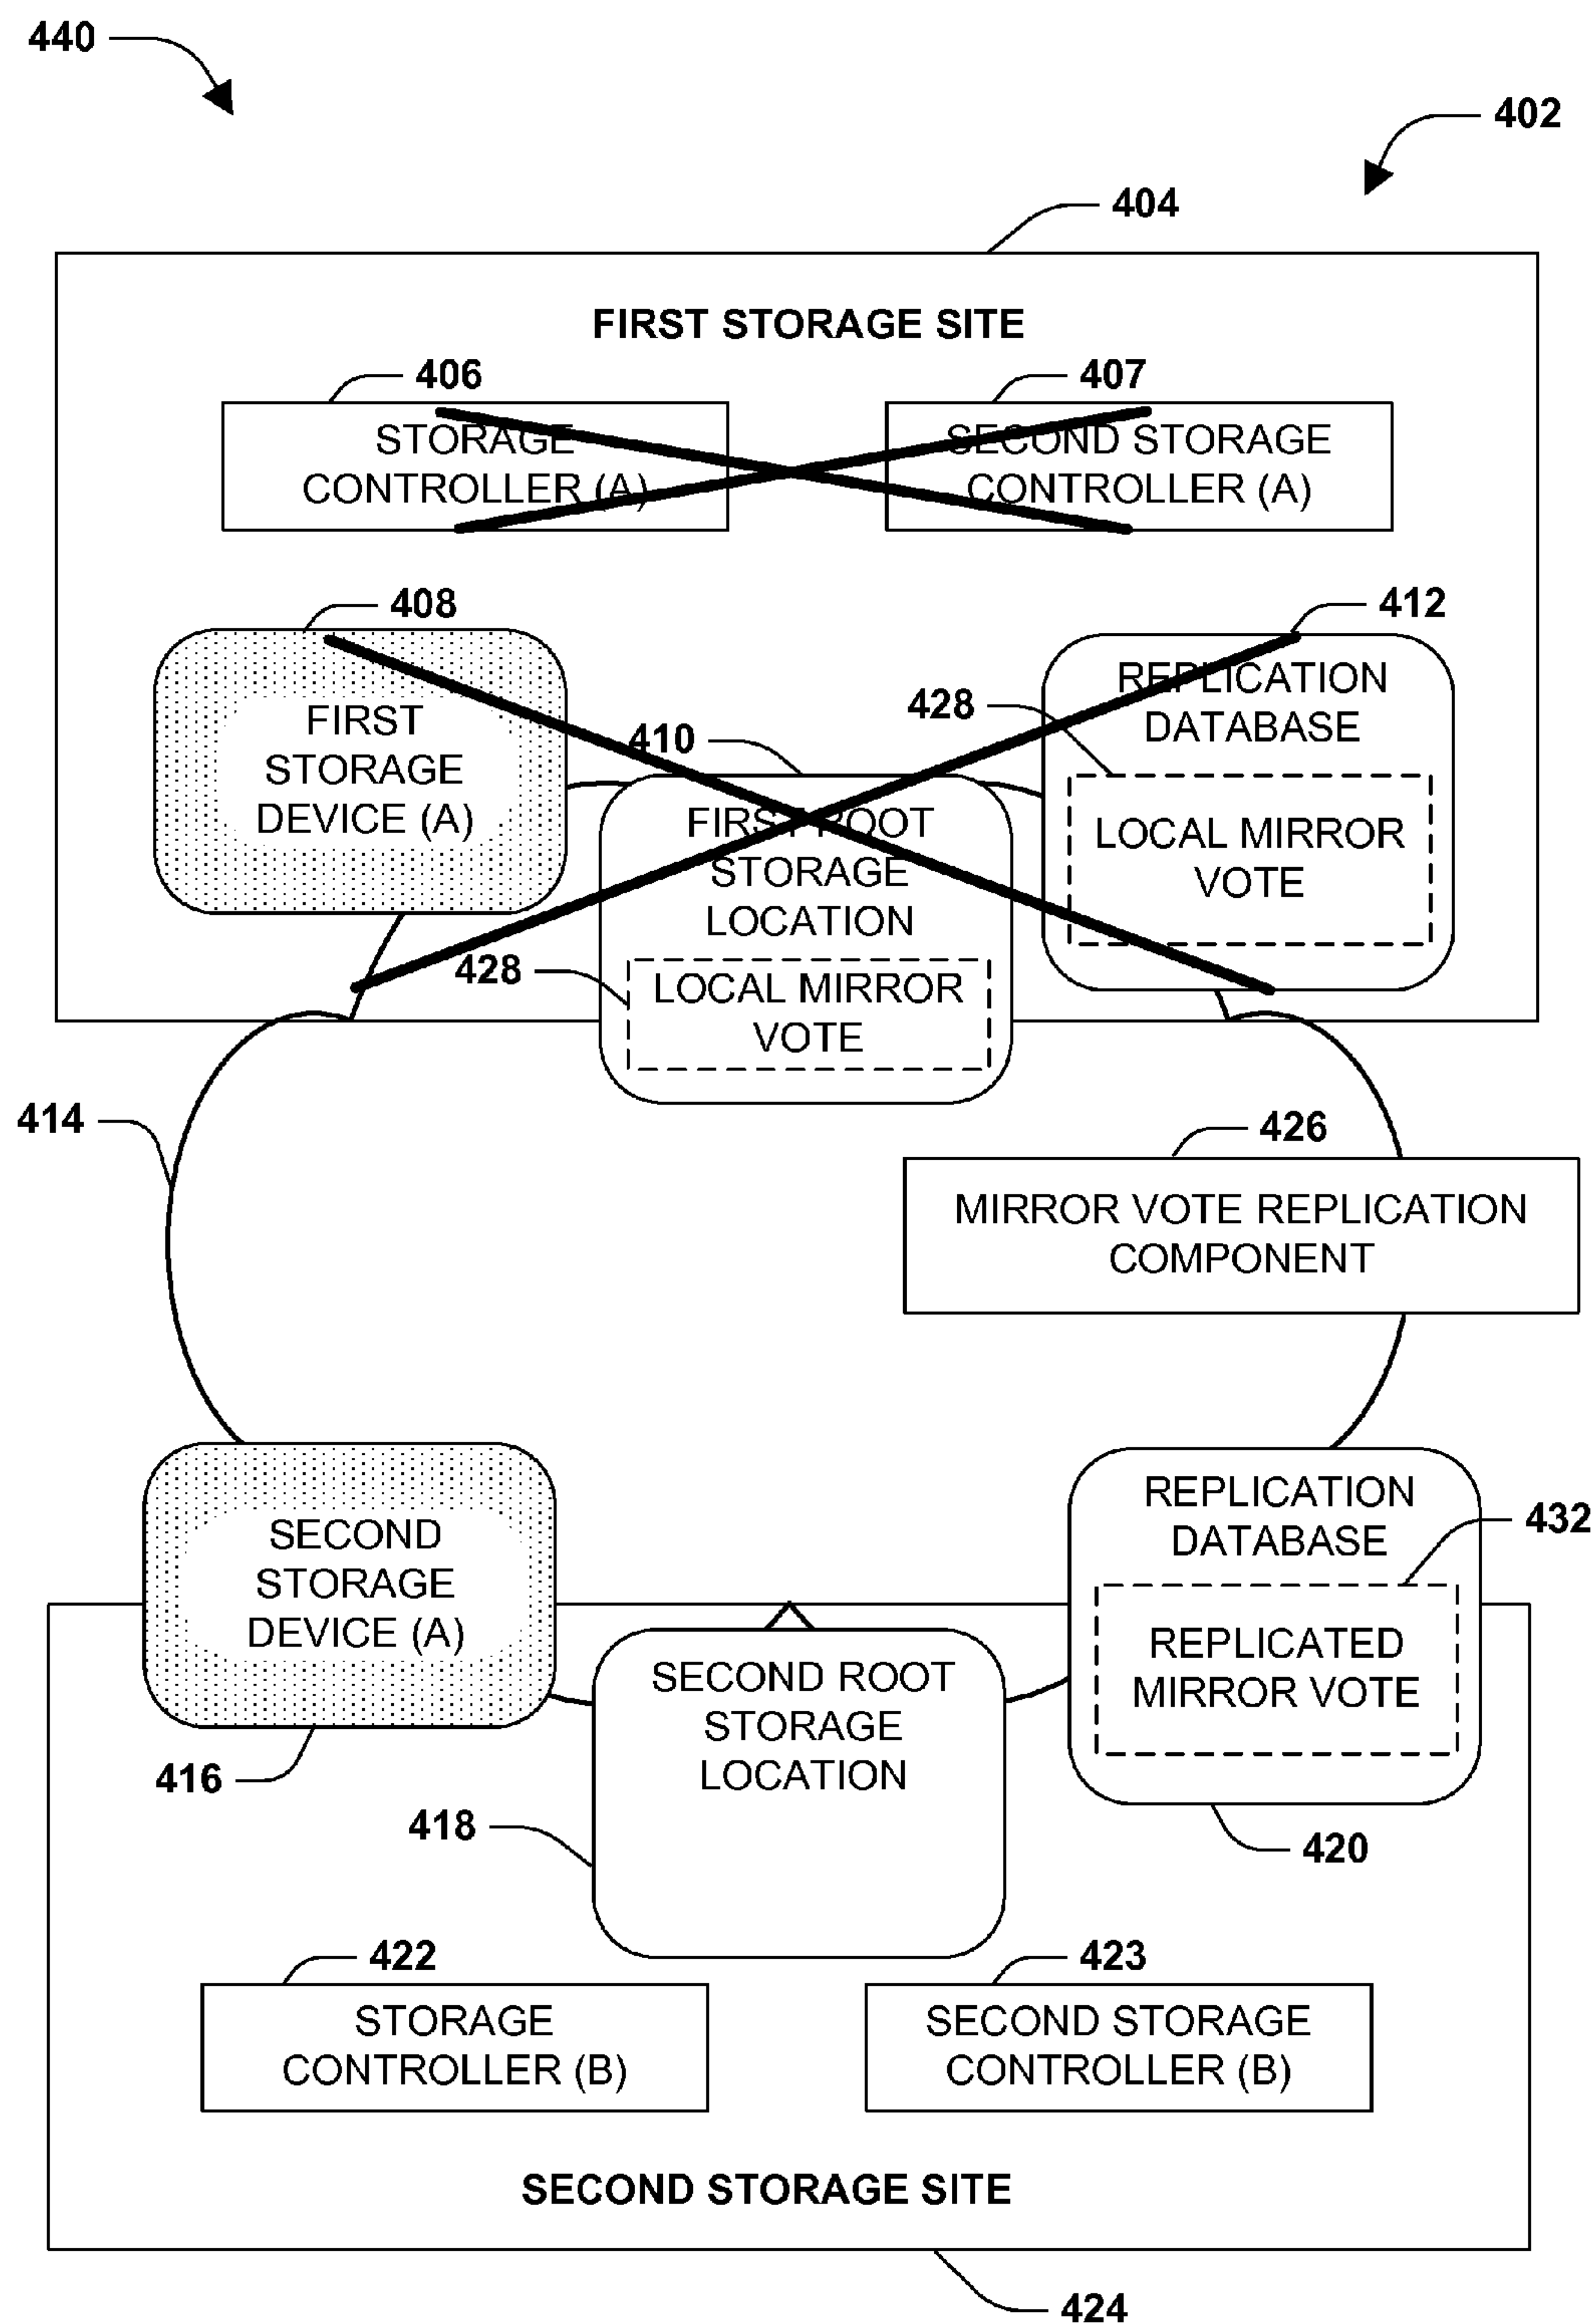 440
402
404
FIRST STORAGE SITE
406
407
STORAGE
CONTROLLER (A)
SECOND STORAGE
CONTROLLER (A)
408
412
FIRST
STORAGE
DEVICE (A)
REPLICATION
DATABASE
428
LOCAL MIRROR
VOTE
410
FIRST ROOT
STORAGE
LOCATION
428
LOCAL MIRROR
VOTE
414
426
MIRROR VOTE REPLICATION
COMPONENT
SECOND
STORAGE
DEVICE (A)
416
REPLICATION
DATABASE
432
REPLICATED
MIRROR VOTE
420
SECOND ROOT
STORAGE
LOCATION
418
422
423
STORAGE
CONTROLLER (B)
SECOND STORAGE
CONTROLLER (B)
SECOND STORAGE SITE
424